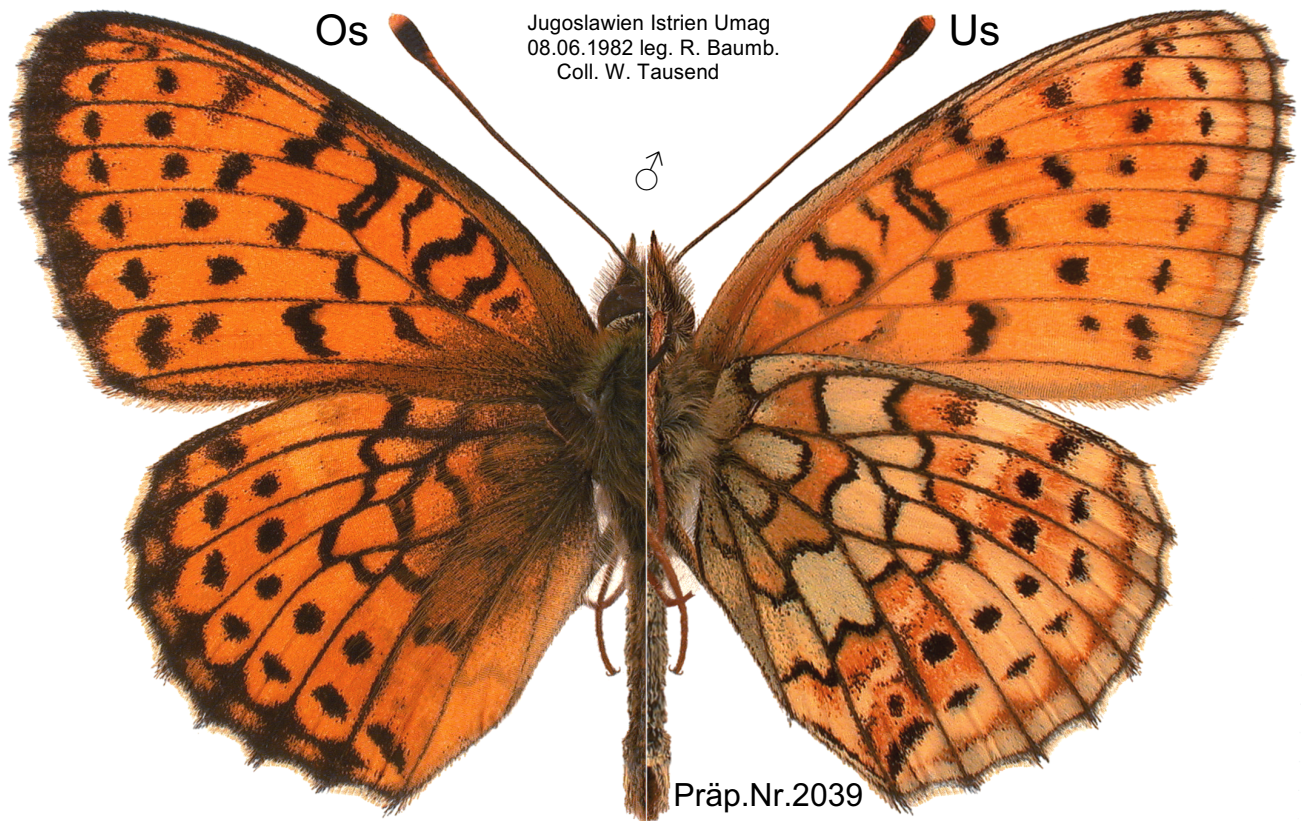 Os
Jugoslawien Istrien Umag
08.06.1982 leg. R. Baumb.
Coll. W. Tausend
Us
♂
Präp.Nr.2039